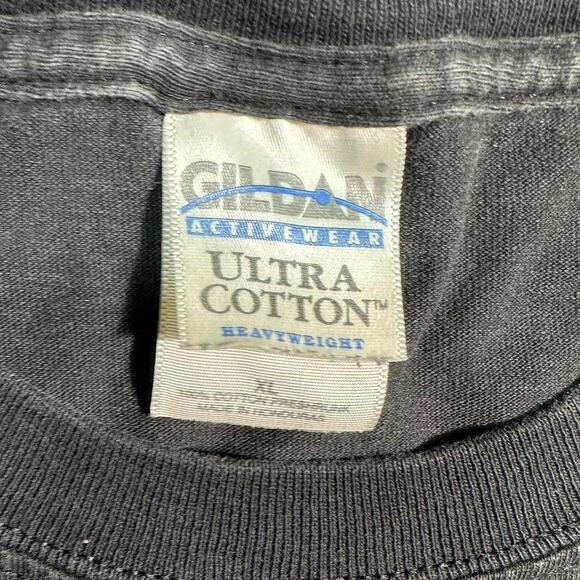 GILDAN®
ACTIVEWEAR
ULTRA
COTTON™
HEAVYWEIGHT
XL
100% COTTON PRESHRUNK
MADE IN HONDURAS